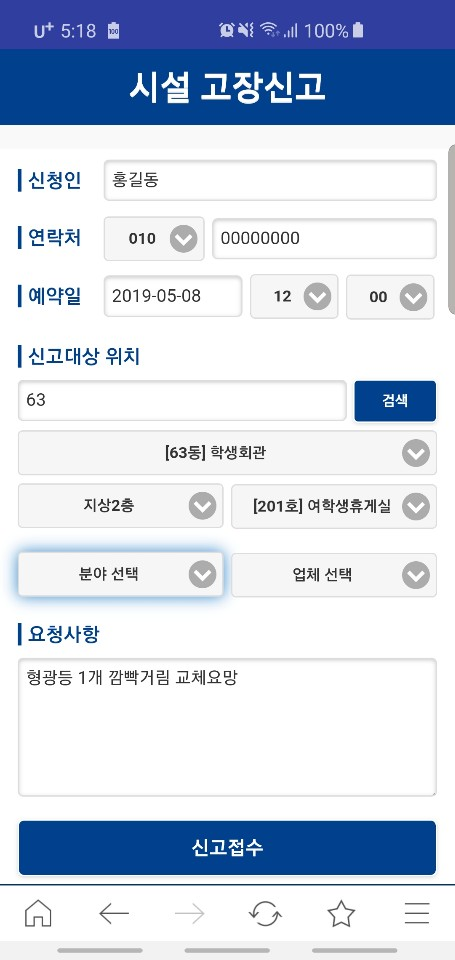 U+ 5:18 100 100%
시설 고장신고
신청인 홍길동
연락처 010 00000000
예약일 2019-05-08 12 00
신고대상 위치
63 검색
[63동] 학생회관
지상2층 [201호] 여학생휴게실
분야 선택 업체 선택
요청사항
형광등 1개 깜빡거림 교체요망
신고접수